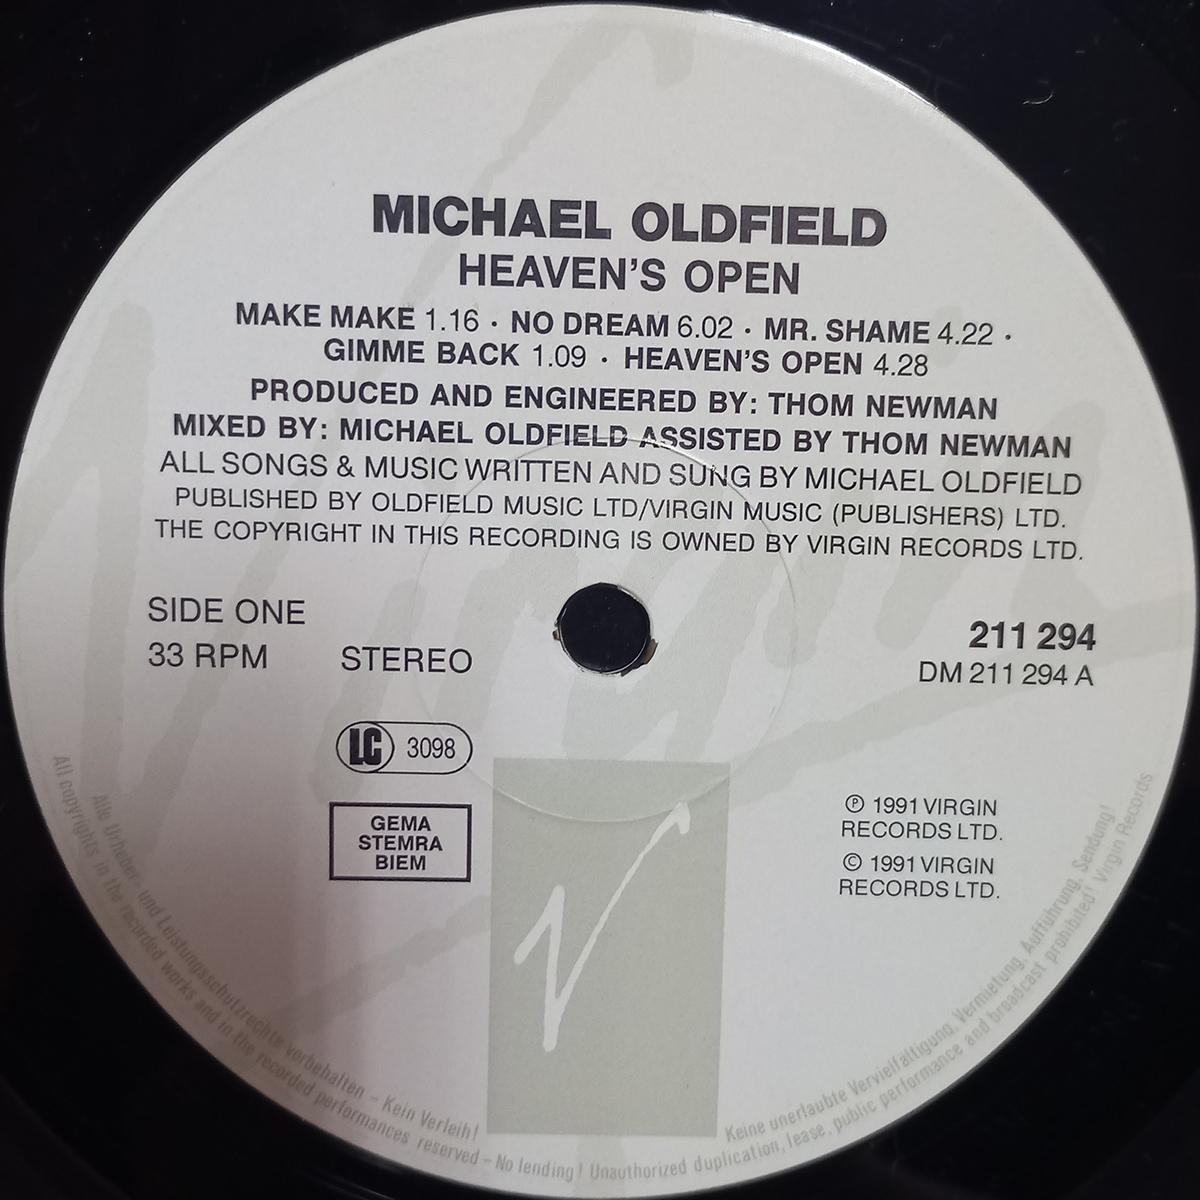 MICHAEL OLDFIELD
HEAVEN'S OPEN
MAKE MAKE 1.16 · NO DREAM 6.02 · MR. SHAME 4.22 ·
GIMME BACK 1.09 · HEAVEN'S OPEN 4.28
PRODUCED AND ENGINEERED BY: THOM NEWMAN
MIXED BY: MICHAEL OLDFIELD ASSISTED BY THOM NEWMAN
ALL SONGS & MUSIC WRITTEN AND SUNG BY MICHAEL OLDFIELD
PUBLISHED BY OLDFIELD MUSIC LTD/VIRGIN MUSIC (PUBLISHERS) LTD.
THE COPYRIGHT IN THIS RECORDING IS OWNED BY VIRGIN RECORDS LTD.
SIDE ONE
33 RPM STEREO
211 294
DM 211 294 A
LC 3098
GEMA
STEMRA
BIEM
℗ 1991 VIRGIN
RECORDS LTD.
© 1991 VIRGIN
RECORDS LTD.
V
Virgin
Alle Urheber- und Leistungsschutzrechte vorbehalten – Kein Verleih! Keine unerlaubte Vervielfältigung, Vermietung, Aufführung, Sendung!
All copyrights in the recorded works and in the recorded performances reserved – No lending! Unauthorized duplication, lease, public performance and broadcast prohibited! Virgin Records